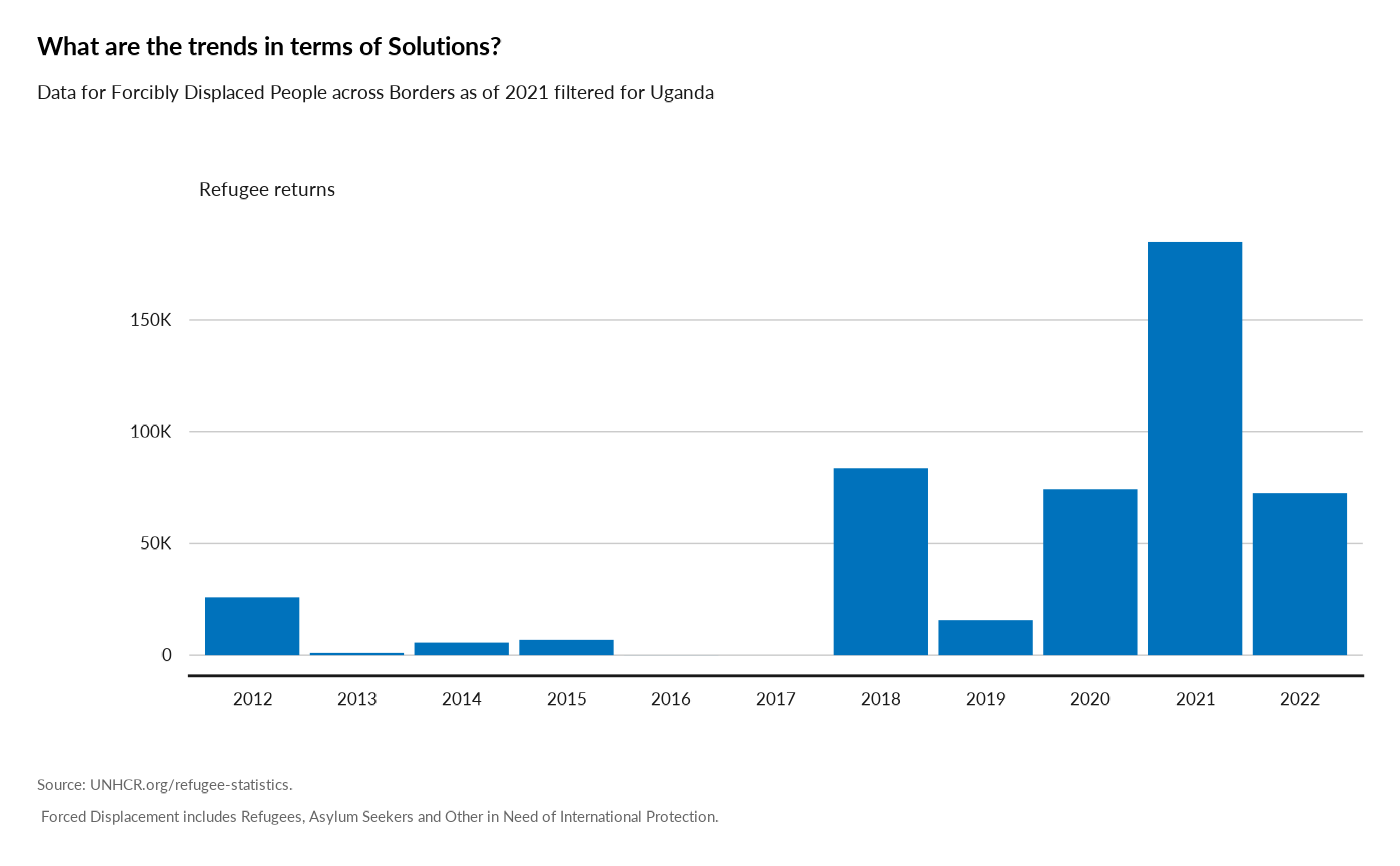 What are the trends in terms of Solutions?
Data for Forcibly Displaced People across Borders as of 2021 filtered for Uganda
Refugee returns
150K
100K
50K
0
2012 2013 2014 2015 2016 2017 2018 2019 2020 2021 2022
Source: UNHCR.org/refugee-statistics.
Forced Displacement includes Refugees, Asylum Seekers and Other in Need of International Protection.